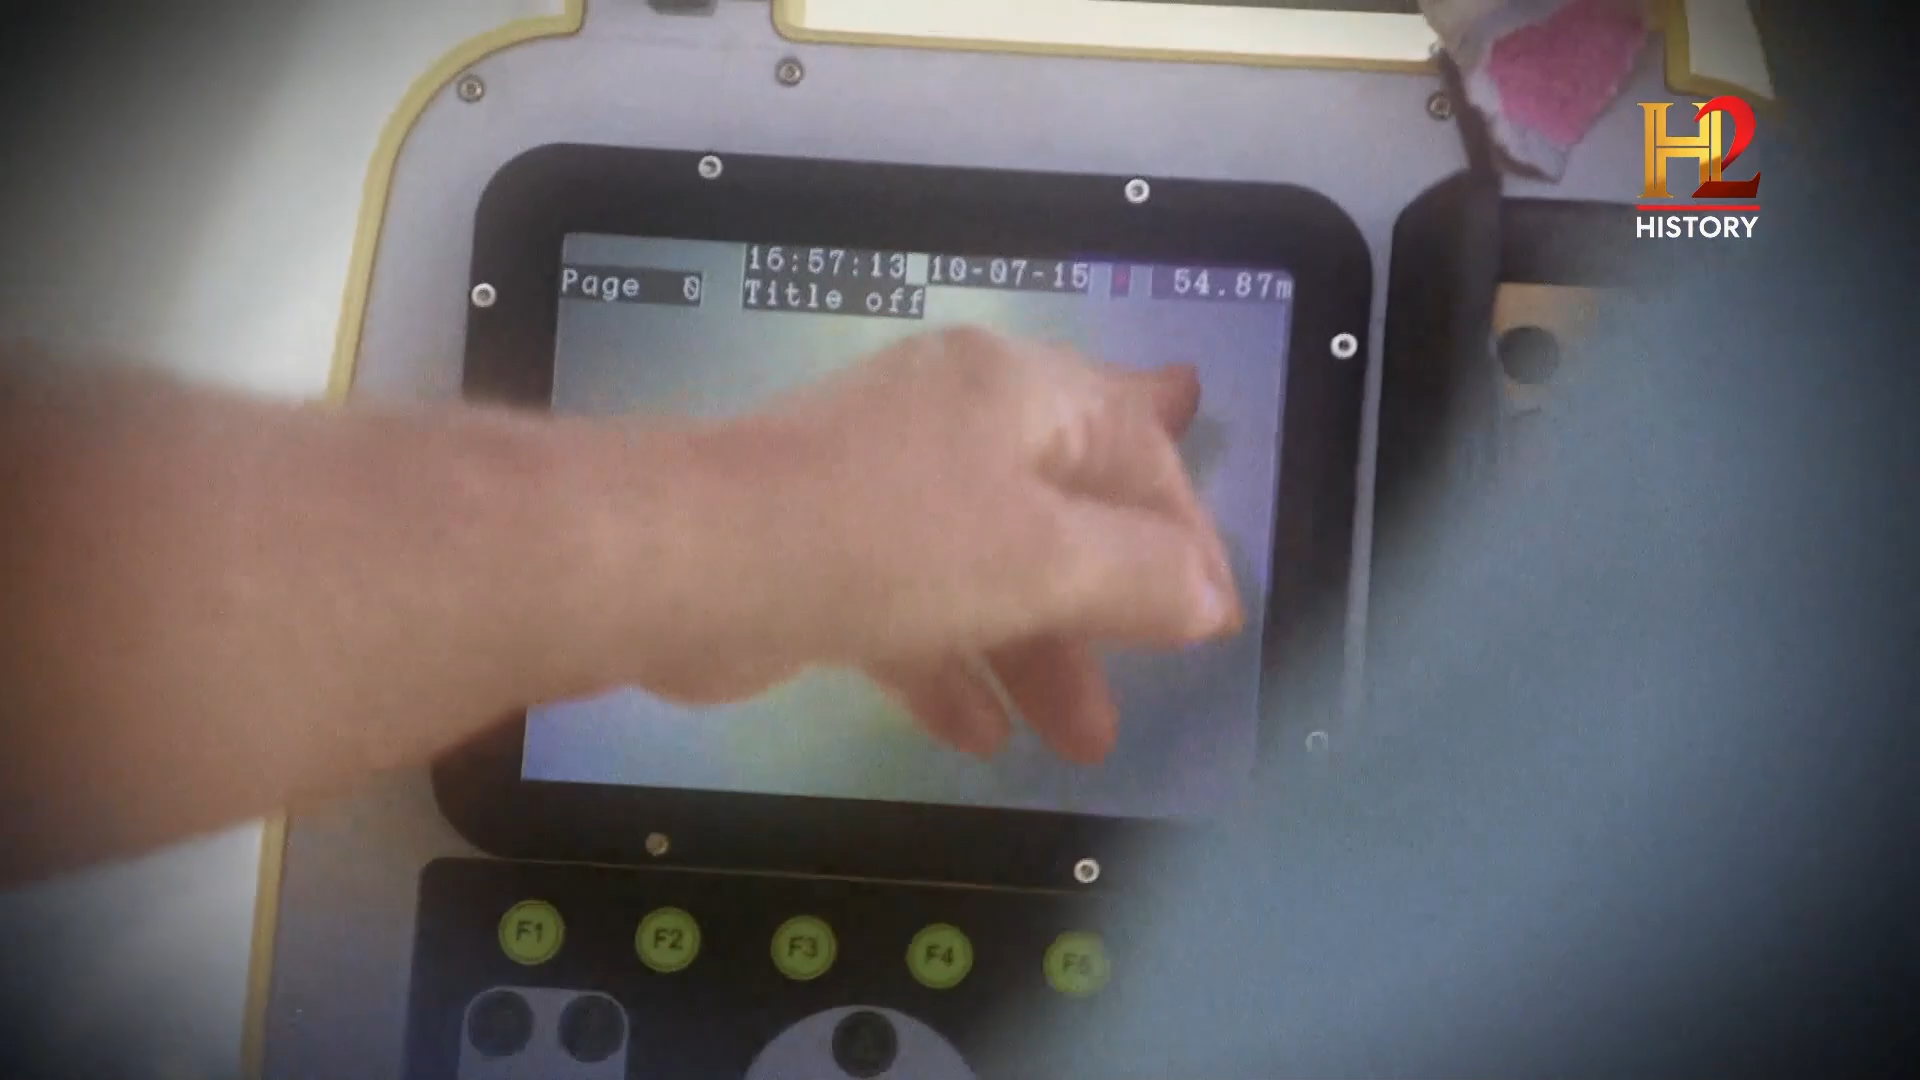 H2
HISTORY
16:57:13 10-07-15 54.87m
Page 0 Title off
F1 F2 F3 F4 F5